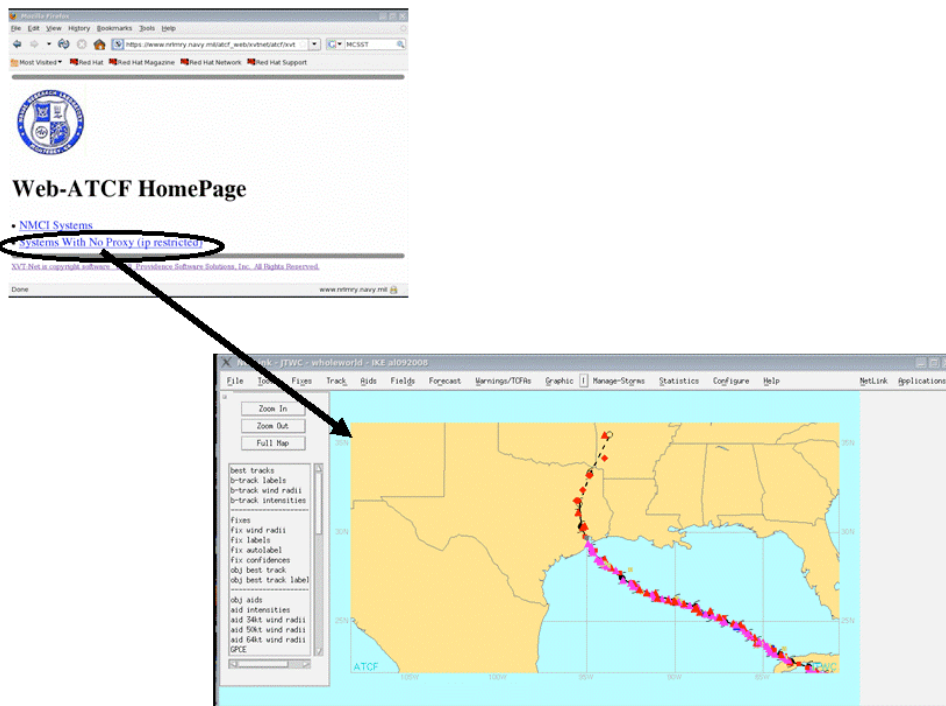 Mozilla Firefox
File Edit View History Bookmarks Tools Help
https://www.nrlmry.navy.mil/atcf_web/xvtnet/atcf/xvt
MCSST
Most Visited Red Hat Red Hat Magazine Red Hat Network Red Hat Support
Web-ATCF HomePage
• NMCI Systems
• Systems With No Proxy (ip restricted)
XVT-Net is copyright software Providence Software Solutions, Inc. All Rights Reserved.
Done www.nrlmry.navy.mil
- JTWC - wholeworld - IKE al092008
File Tools Fixes Track Aids Fields Forecast Warnings/TCFAs Graphic Manage-Storms Statistics Configure Help NetLink Applications
Zoom In
Zoom Out
Full Map
best tracks
b-track labels
b-track wind radii
b-track intensities
fixes
fix wind radii
fix labels
fix autolabel
fix confidences
obj best track
obj best track label
obj aids
aid intensities
aid 34kt wind radii
aid 50kt wind radii
aid 64kt wind radii
GPCE
35N 35N
30N 30N
25N 25N
ATCF
105W 100W 95W 90W 85W